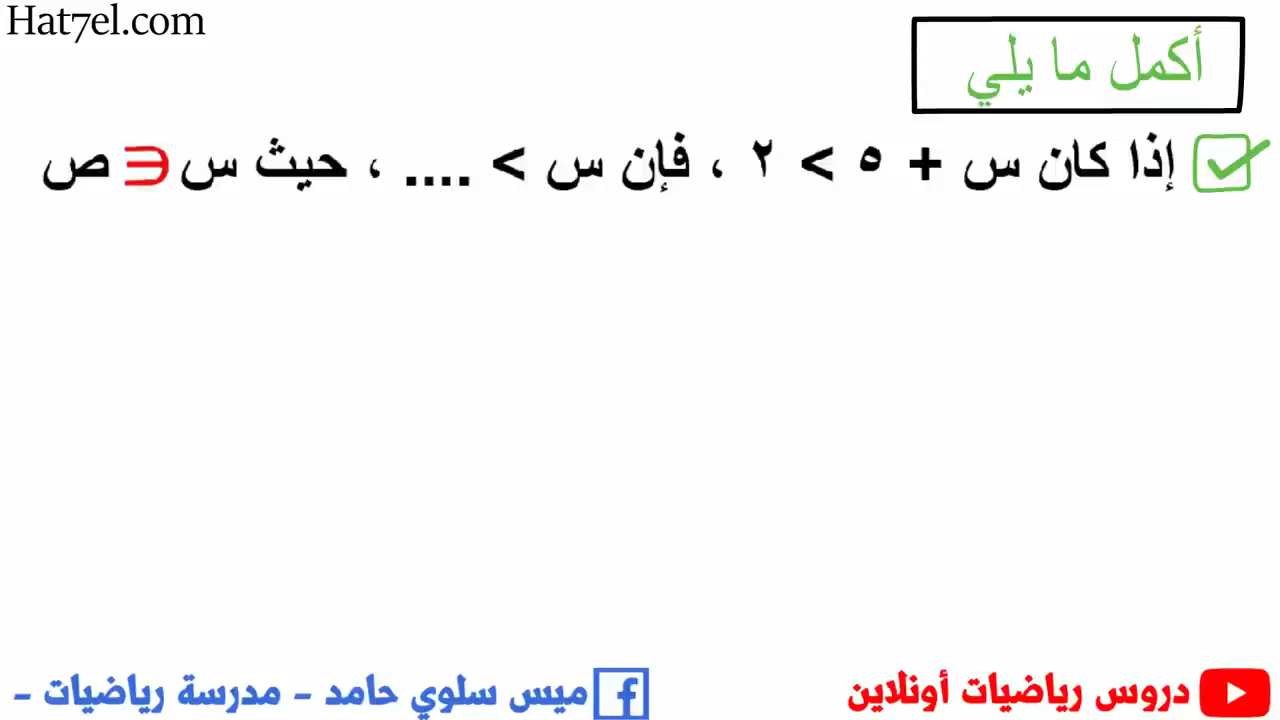 Hat7el.com
أكمل ما يلي
إذا كان س + ٥ > ٢ ، فإن س > .... ، حيث س ∋ ص
دروس رياضيات أونلاين
ميس سلوي حامد - مدرسة رياضيات -